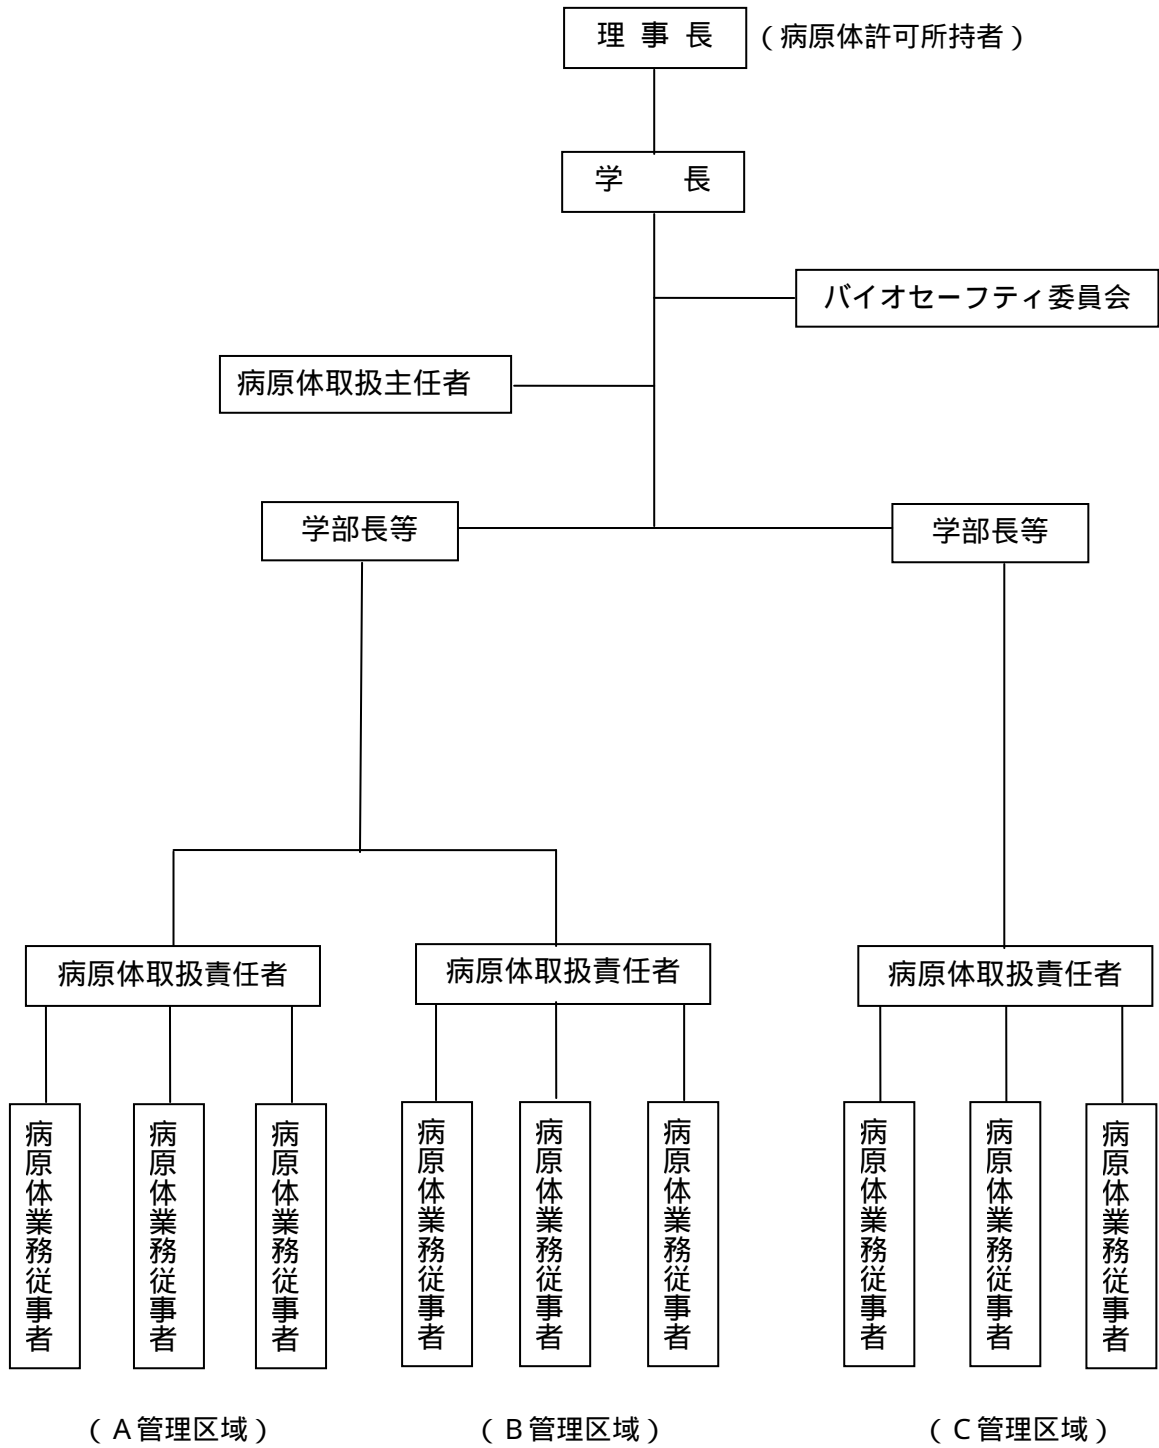 理 事 長 (病原体許可所持者)
学　　長
バイオセーフティ委員会
病原体取扱主任者
学部長等
学部長等
病原体取扱責任者
病原体取扱責任者
病原体取扱責任者
病原体業務従事者
病原体業務従事者
病原体業務従事者
病原体業務従事者
病原体業務従事者
病原体業務従事者
病原体業務従事者
病原体業務従事者
病原体業務従事者
(A管理区域)
(B管理区域)
(C管理区域)